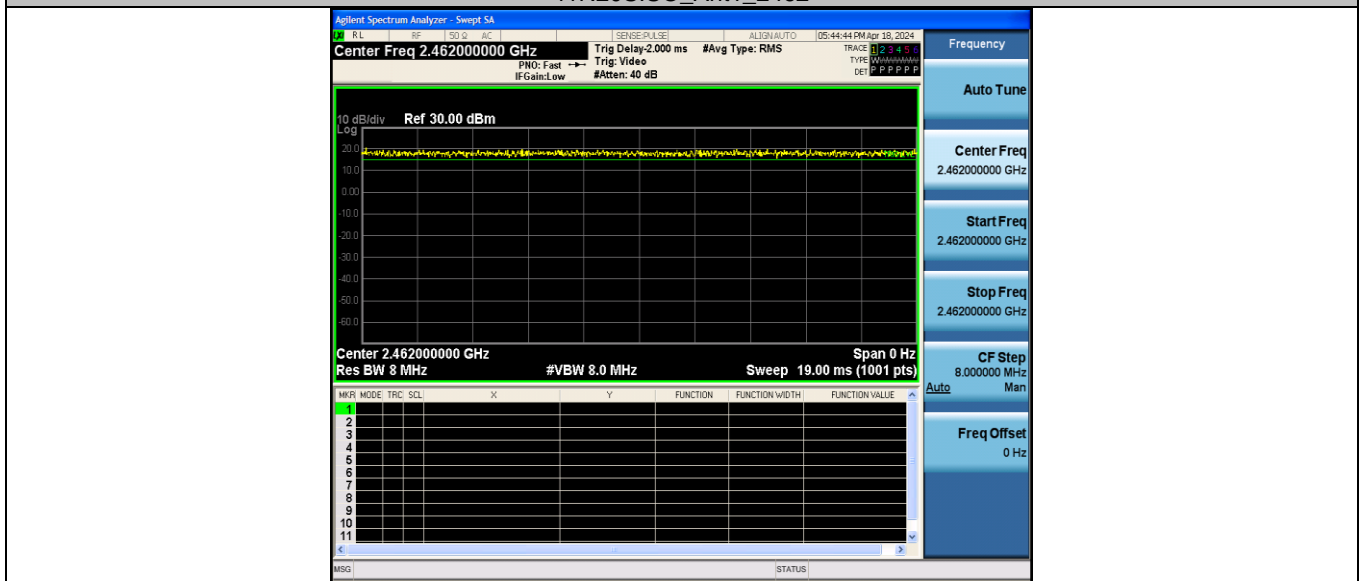 Agilent Spectrum Analyzer - Swept SA
RL RF 50 Ω AC SENSE:PULSE ALIGNAUTO 05:44:44 PM Apr 18, 2024
Center Freq 2.462000000 GHz
PNO: Fast
IFGain:Low
Trig Delay-2.000 ms
Trig: Video
#Atten: 40 dB
#Avg Type: RMS
TRACE 1 2 3 4 5 6
TYPE W
DET P P P P P P
10 dB/div Ref 30.00 dBm
Log
20.0
10.0
0.00
-10.0
-20.0
-30.0
-40.0
-50.0
-60.0
Center 2.462000000 GHz Span 0 Hz
Res BW 8 MHz #VBW 8.0 MHz Sweep 19.00 ms (1001 pts)
MKR MODE TRC SCL X Y FUNCTION FUNCTION WIDTH FUNCTION VALUE
1
2
3
4
5
6
7
8
9
10
11
MSG STATUS
Frequency
Auto Tune
Center Freq
2.462000000 GHz
Start Freq
2.462000000 GHz
Stop Freq
2.462000000 GHz
CF Step
8.000000 MHz
Auto Man
Freq Offset
0 Hz